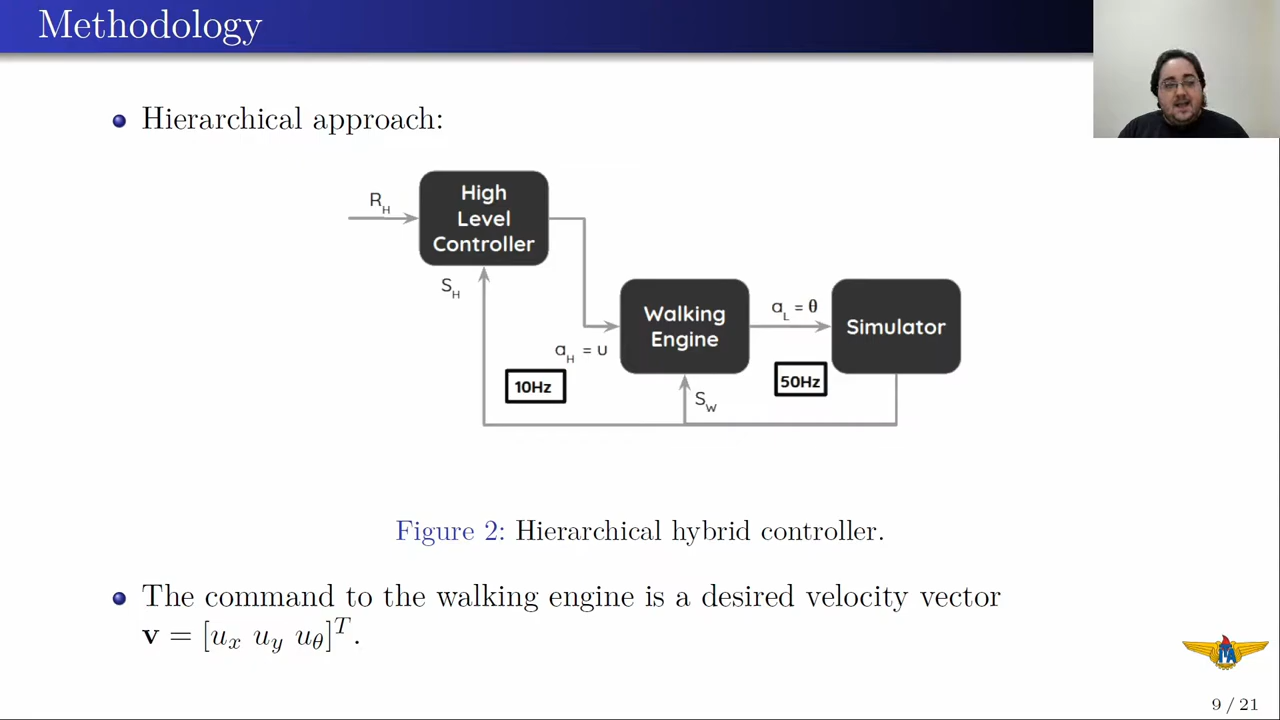 Methodology
Hierarchical approach:
R_H
High
Level
Controller
S_H
Walking
Engine
a_L = θ
Simulator
a_H = u
10Hz
50Hz
S_W
Figure 2: Hierarchical hybrid controller.
The command to the walking engine is a desired velocity vector
v = [u_x u_y u_θ]^T.
ITA
9 / 21